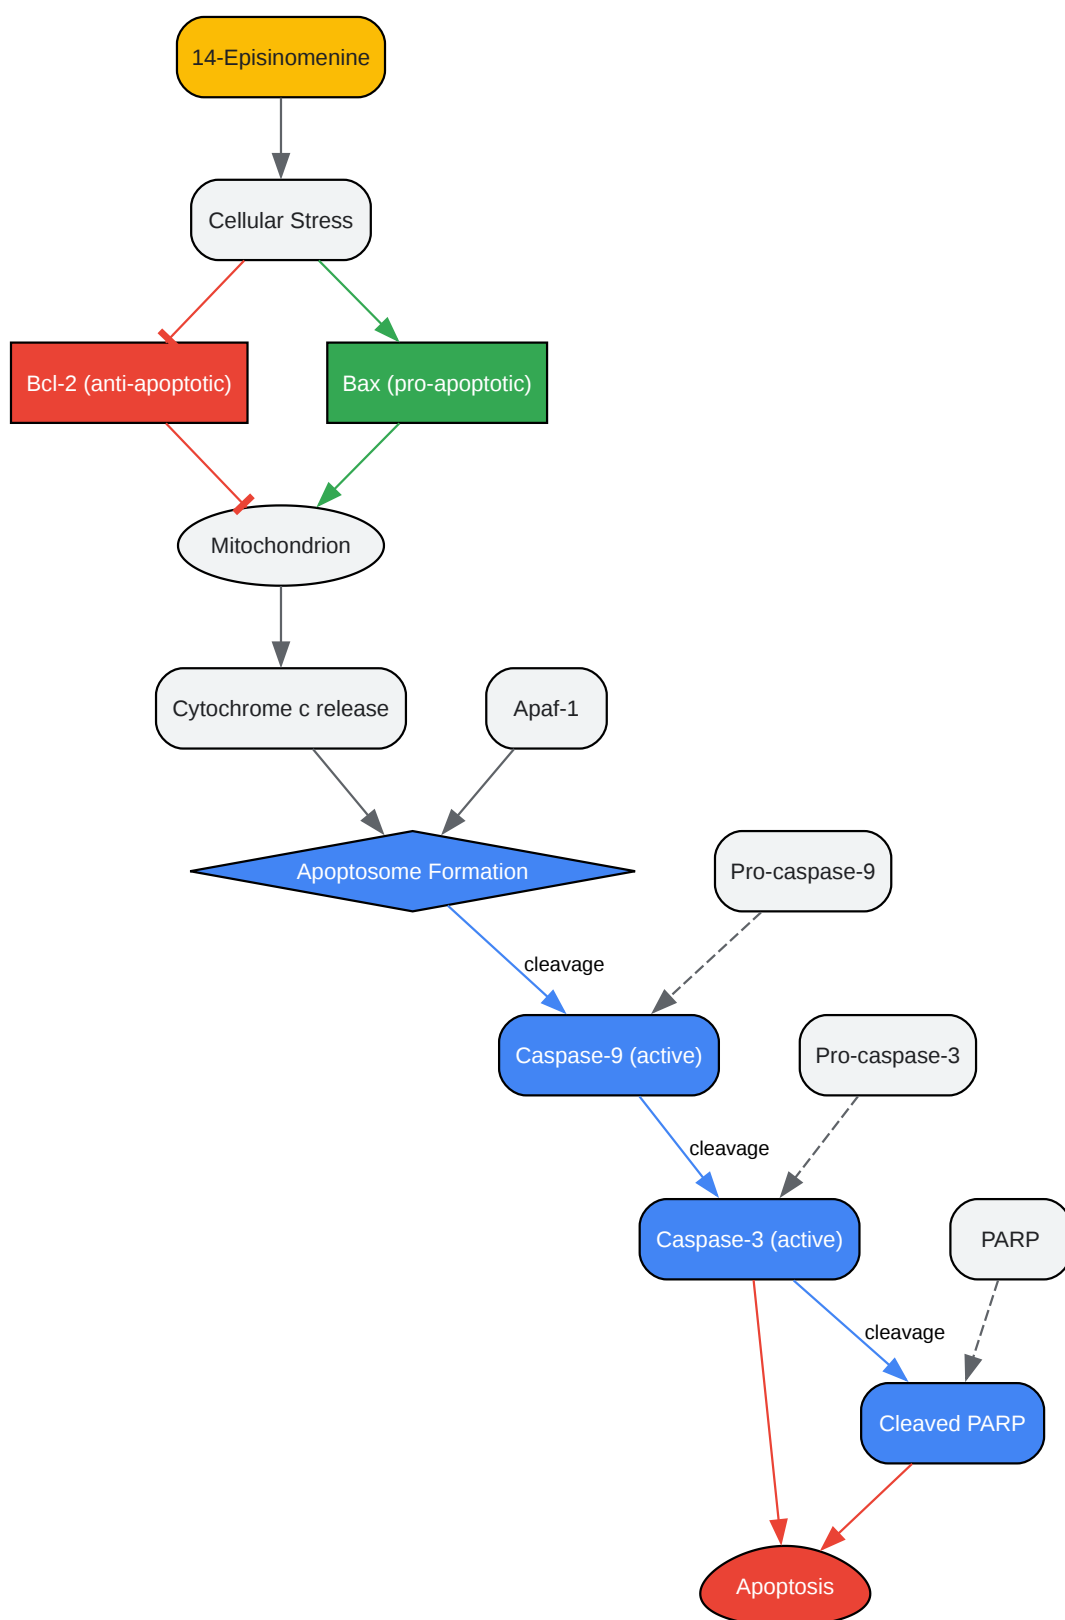 14-Episinomenine
Cellular Stress
Bcl-2 (anti-apoptotic)
Bax (pro-apoptotic)
Mitochondrion
Cytochrome c release
Apaf-1
Apoptosome Formation
Pro-caspase-9
cleavage
Caspase-9 (active)
Pro-caspase-3
cleavage
Caspase-3 (active)
PARP
cleavage
Cleaved PARP
Apoptosis